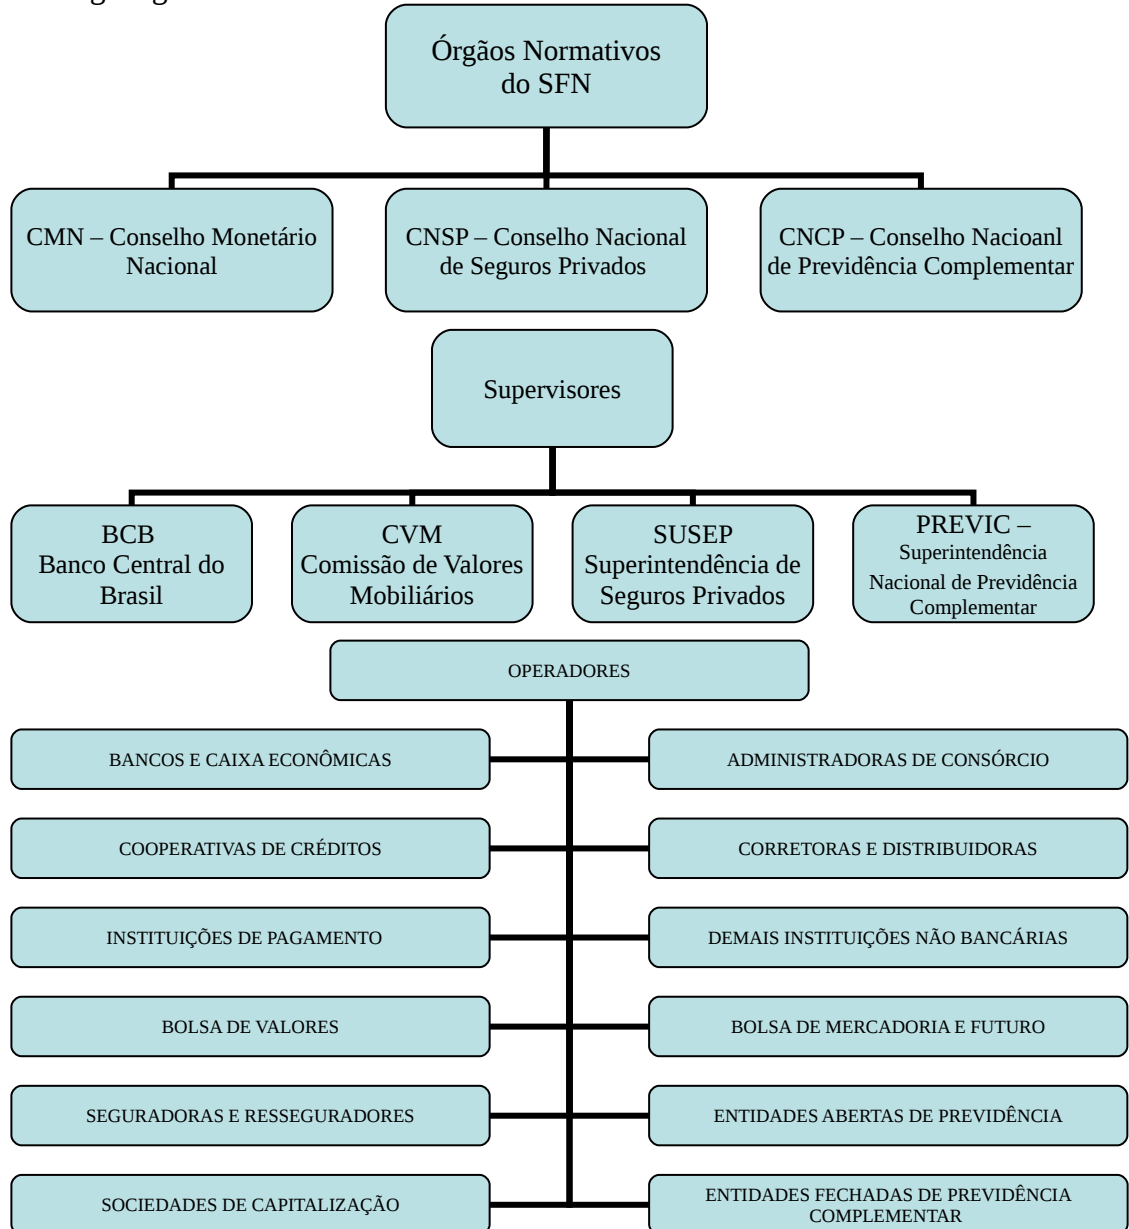 Órgãos Normativos
do SFN
CMN – Conselho Monetário
Nacional
CNSP – Conselho Nacional
de Seguros Privados
CNCP – Conselho Nacioanl
de Previdência Complementar
Supervisores
BCB
Banco Central do
Brasil
CVM
Comissão de Valores
Mobiliários
SUSEP
Superintendência de
Seguros Privados
PREVIC –
Superintendência
Nacional de Previdência
Complementar
OPERADORES
BANCOS E CAIXA ECONÔMICAS
ADMINISTRADORAS DE CONSÓRCIO
COOPERATIVAS DE CRÉDITOS
CORRETORAS E DISTRIBUIDORAS
INSTITUIÇÕES DE PAGAMENTO
DEMAIS INSTITUIÇÕES NÃO BANCÁRIAS
BOLSA DE VALORES
BOLSA DE MERCADORIA E FUTURO
SEGURADORAS E RESSEGURADORES
ENTIDADES ABERTAS DE PREVIDÊNCIA
SOCIEDADES DE CAPITALIZAÇÃO
ENTIDADES FECHADAS DE PREVIDÊNCIA
COMPLEMENTAR